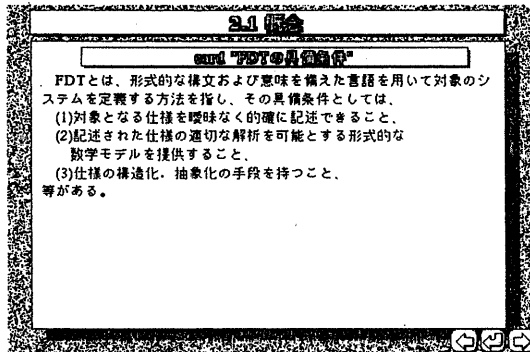 2.1 概念
card "FDTの具備条件"
FDTとは、形式的な構文および意味を備えた言語を用いて対象のシ
ステムを定義する方法を指し、その具備条件としては、
(1)対象となる仕様を曖昧なく的確に記述できること、
(2)記述された仕様の適切な解析を可能とする形式的な
数学モデルを提供すること、
(3)仕様の構造化、抽象化の手段を持つこと、
等がある。